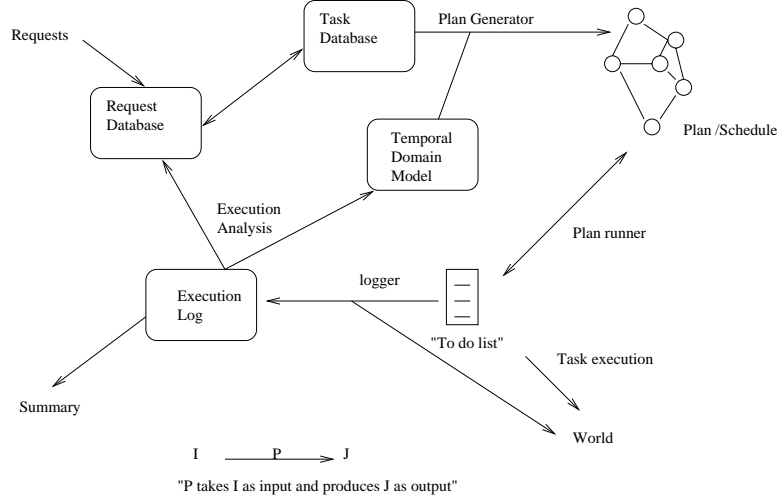 Requests
Task
Database
Plan Generator
Request
Database
Temporal
Domain
Model
Plan /Schedule
Execution
Analysis
Plan runner
Execution
Log
logger
"To do list"
Task execution
Summary
World
I P J
"P takes I as input and produces J as output"